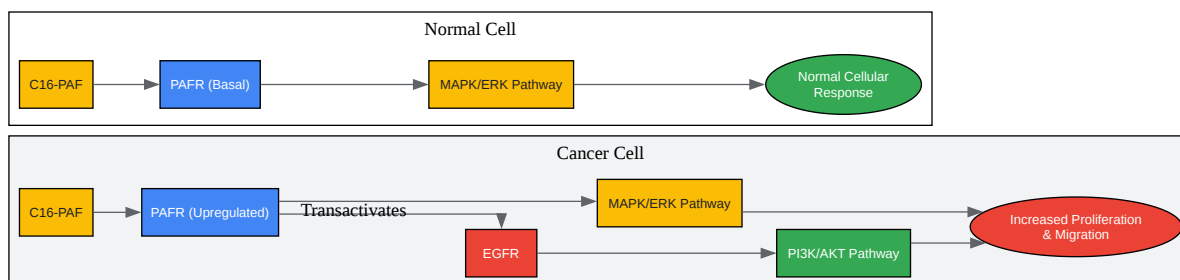 Normal Cell
C16-PAF
PAFR (Basal)
MAPK/ERK Pathway
Normal Cellular
Response
Cancer Cell
C16-PAF
PAFR (Upregulated)
Transactivates
MAPK/ERK Pathway
EGFR
PI3K/AKT Pathway
Increased Proliferation
& Migration